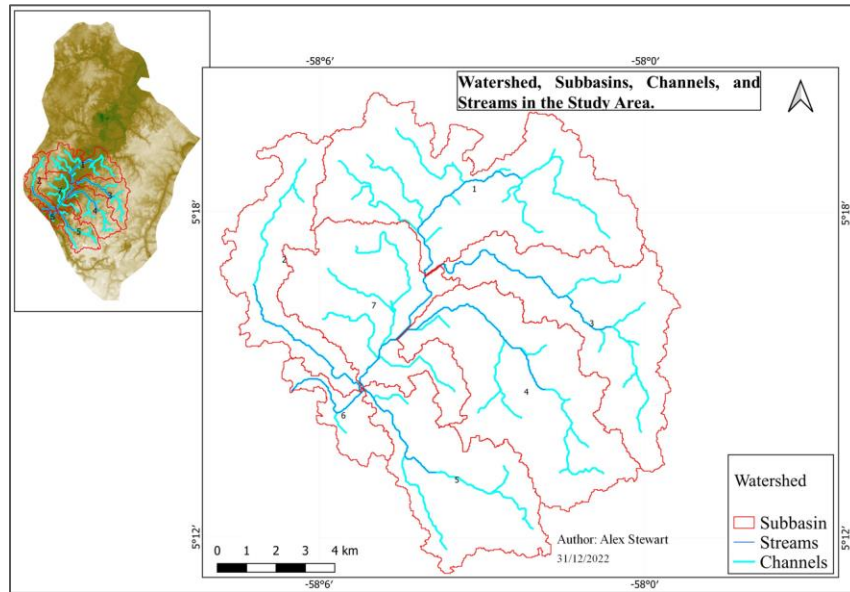 -58°6'
-58°0'
Watershed, Subbasins, Channels, and
Streams in the Study Area.
5°18'
5°18'
1
2
3
7
4
6
5
Watershed
Subbasin
Streams
Channels
Author: Alex Stewart
31/12/2022
0 1 2 3 4 km
5°12'
5°12'
-58°6'
-58°0'